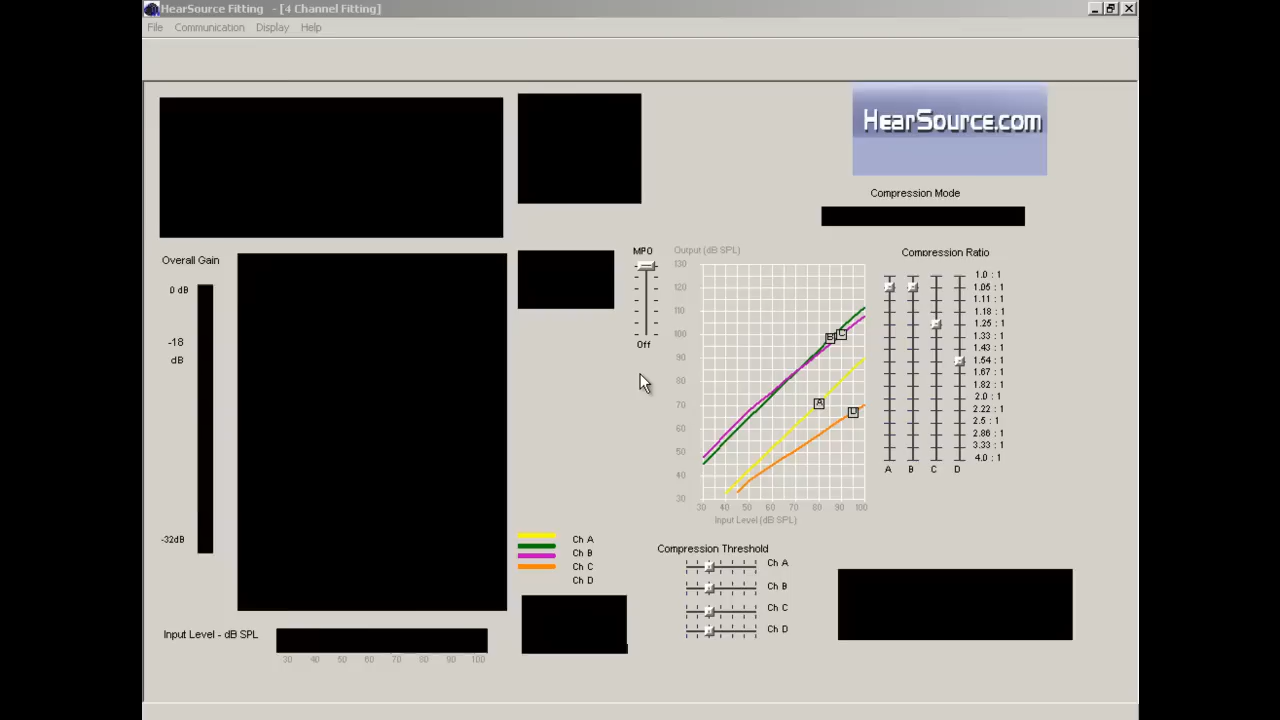 HearSource Fitting - [4 Channel Fitting]
File Communication Display Help
HearSource.com
Compression Mode
Overall Gain
0 dB
-18
dB
-32dB
MPO
Off
Output (dB SPL)
130
120
110
100
90
80
70
60
50
40
30
B C
A
D
30 40 50 60 70 80 90 100
Input Level (dB SPL)
Compression Ratio
1.0 : 1
1.05 : 1
1.11 : 1
1.18 : 1
1.25 : 1
1.33 : 1
1.43 : 1
1.54 : 1
1.67 : 1
1.82 : 1
2.0 : 1
2.22 : 1
2.5 : 1
2.86 : 1
3.33 : 1
4.0 : 1
A B C D
Ch A
Ch B
Ch C
Ch D
Compression Threshold
Ch A
Ch B
Ch C
Ch D
Input Level - dB SPL
30 40 50 60 70 80 90 100